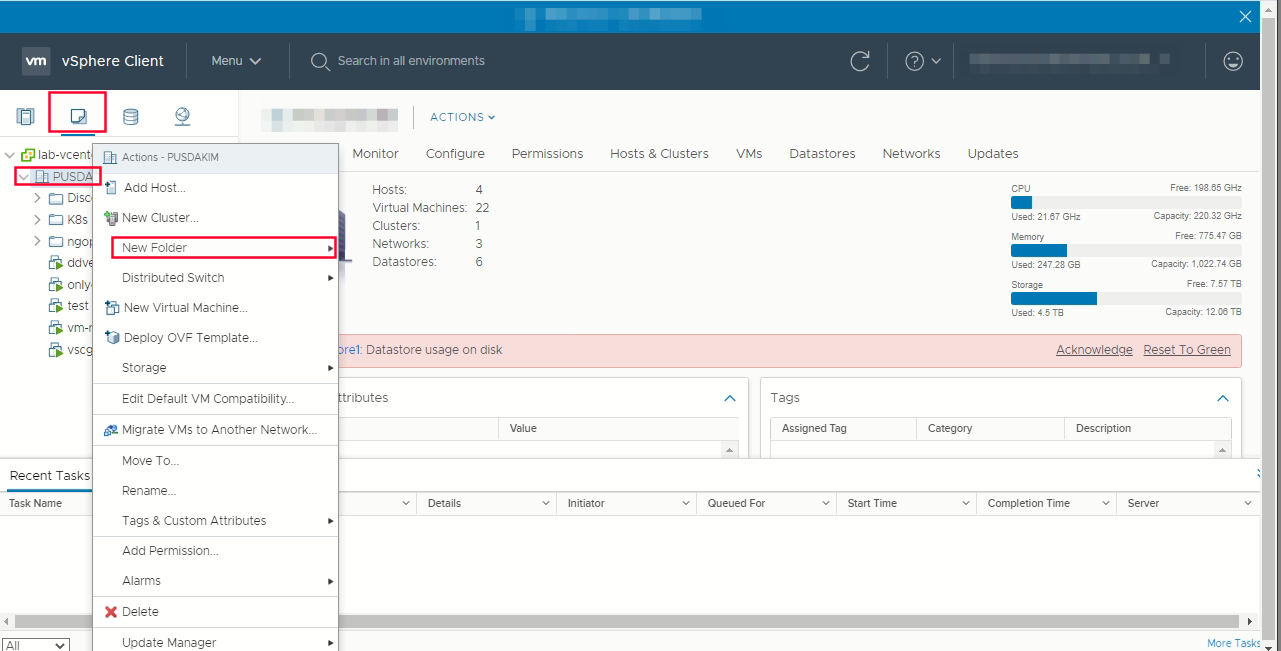 vm vSphere Client Menu Search in all environments
ACTIONS
lab-vcent
Actions - PUSDAKIM
Monitor Configure Permissions Hosts & Clusters VMs Datastores Networks Updates
PUSDA
Add Host...
Disc
K8s
ngop
ddve
only
test
vm-r
vscg
New Cluster...
New Folder
Distributed Switch
New Virtual Machine...
Deploy OVF Template...
Storage
Edit Default VM Compatibility...
Migrate VMs to Another Network...
Move To...
Rename...
Tags & Custom Attributes
Add Permission...
Alarms
Delete
Update Manager
Hosts: 4
Virtual Machines: 22
Clusters: 1
Networks: 3
Datastores: 6
CPU Free: 198.65 GHz
Used: 21.67 GHz Capacity: 220.32 GHz
Memory Free: 775.47 GB
Used: 247.28 GB Capacity: 1,022.74 GB
Storage Free: 7.57 TB
Used: 4.5 TB Capacity: 12.06 TB
ore1: Datastore usage on disk Acknowledge Reset To Green
ttributes
Value
Tags
Assigned Tag Category Description
Recent Tasks
Task Name Details Initiator Queued For Start Time Completion Time Server
All
More Tasks